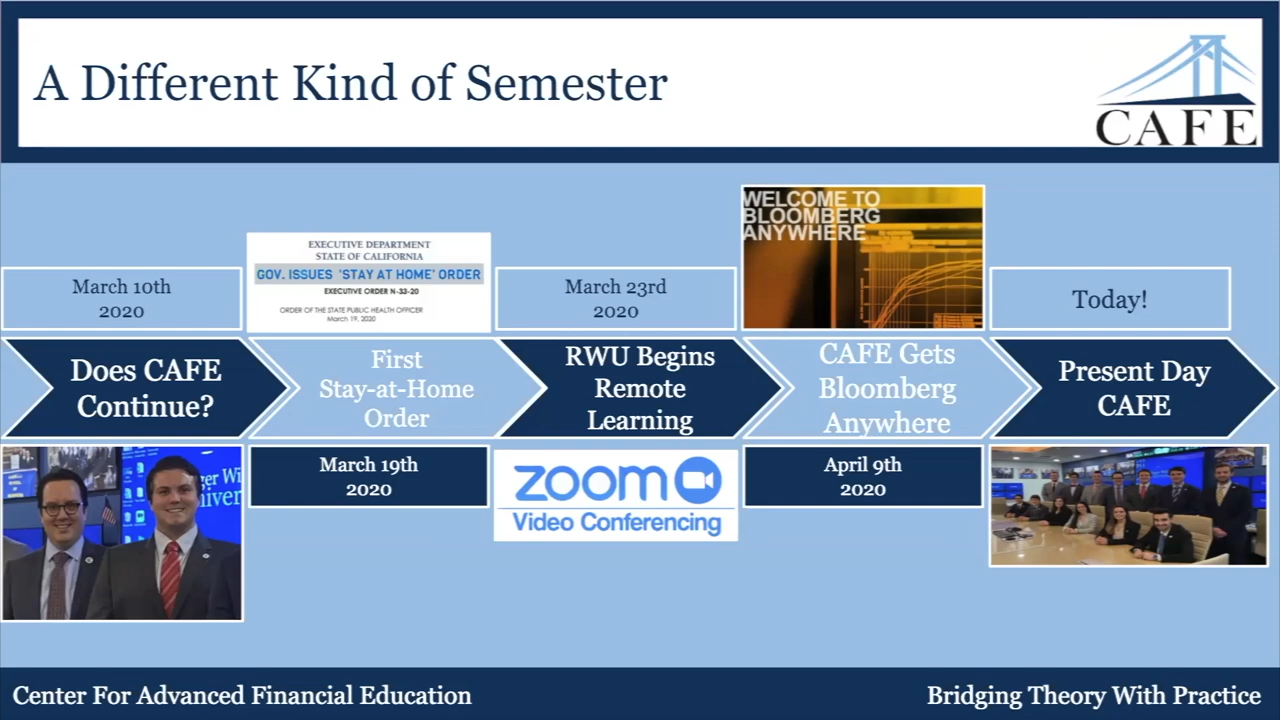 A Different Kind of Semester
CAFE
WELCOME TO
BLOOMBERG
ANYWHERE
EXECUTIVE DEPARTMENT
STATE OF CALIFORNIA
GOV. ISSUES 'STAY AT HOME' ORDER
EXECUTIVE ORDER N-33-20
ORDER OF THE STATE PUBLIC HEALTH OFFICER
March 19, 2020
March 10th
2020
March 23rd
2020
Today!
Does CAFE
Continue?
First
Stay-at-Home
Order
RWU Begins
Remote
Learning
CAFE Gets
Bloomberg
Anywhere
Present Day
CAFE
March 19th
2020
zoom
Video Conferencing
April 9th
2020
Center For Advanced Financial Education
Bridging Theory With Practice